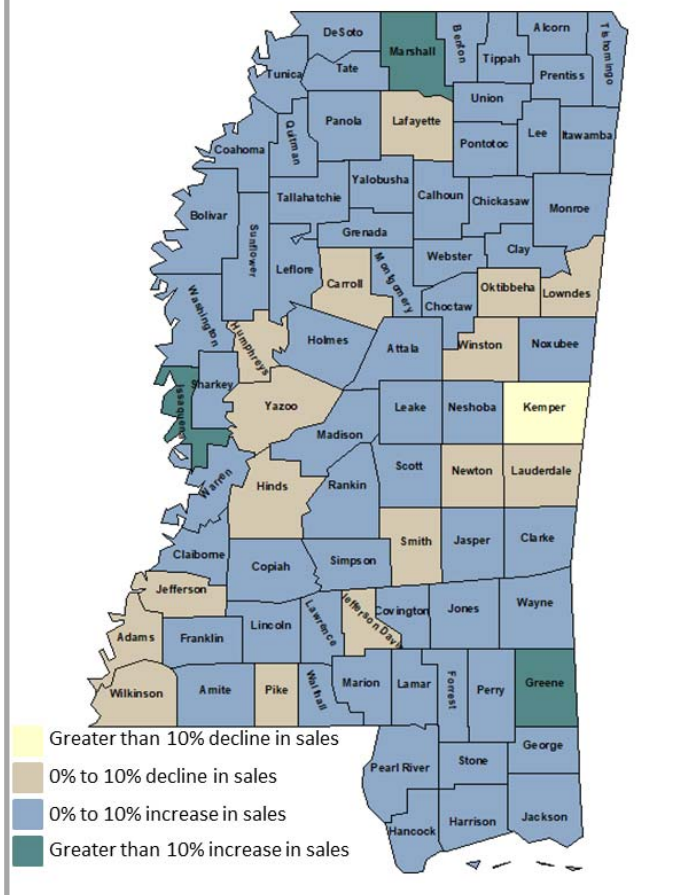 DeSoto
Marshall
Benton
Alcorn
Tishomingo
Tunica
Tate
Tippah
Prentiss
Union
Panola
Lafayette
Quitman
Coahoma
Pontotoc
Lee
Itawamba
Tallahatchie
Yalobusha
Calhoun
Chickasaw
Monroe
Bolivar
Sunflower
Grenada
Leflore
Carroll
Montgomery
Webster
Clay
Choctaw
Oktibbeha
Lowndes
Washington
Humphreys
Holmes
Attala
Winston
Noxubee
Sharkey
Issaquena
Yazoo
Leake
Neshoba
Kemper
Madison
Warren
Hinds
Rankin
Scott
Newton
Lauderdale
Claiborne
Copiah
Simpson
Smith
Jasper
Clarke
Jefferson
Adams
Franklin
Lincoln
Lawrence
Jefferson Davis
Covington
Jones
Wayne
Wilkinson
Amite
Pike
Walthall
Marion
Lamar
Forrest
Perry
Greene
Pearl River
Stone
George
Hancock
Harrison
Jackson
Greater than 10% decline in sales
0% to 10% decline in sales
0% to 10% increase in sales
Greater than 10% increase in sales